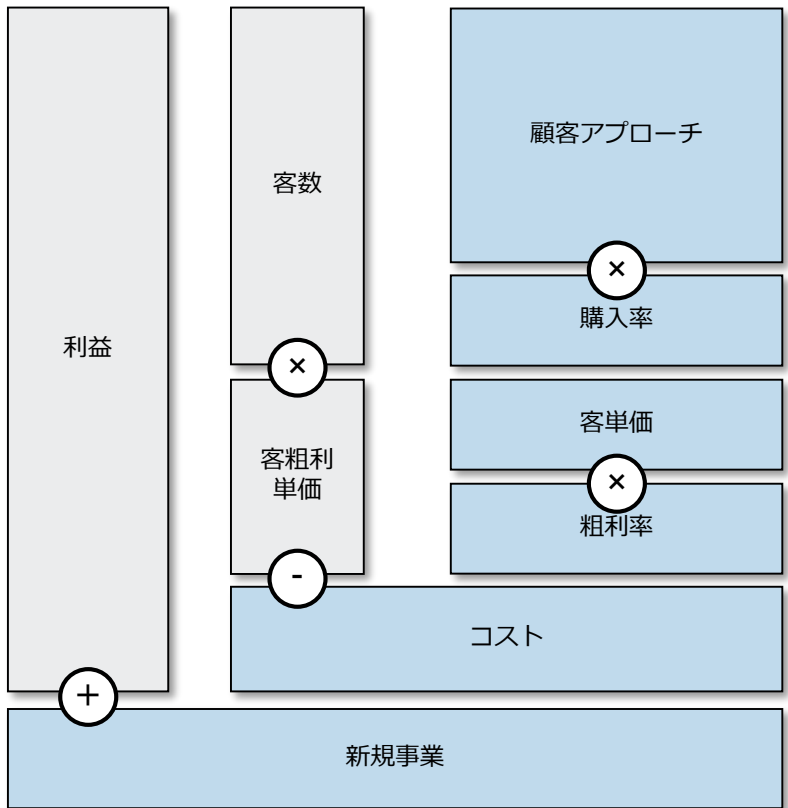 利益
客数
×
客粗利
単価
-
顧客アプローチ
×
購入率
客単価
×
粗利率
コスト
+
新規事業